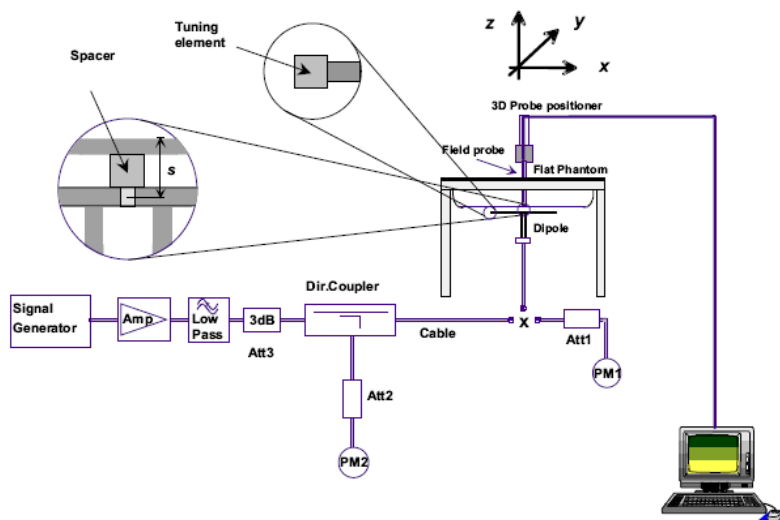 Tuning
element
Spacer
s
z
y
x
3D Probe positioner
Field probe
Flat Phantom
Dipole
Dir.Coupler
Signal
Generator
Amp
Low
Pass
3dB
Att3
Cable
x
Att1
PM1
Att2
PM2